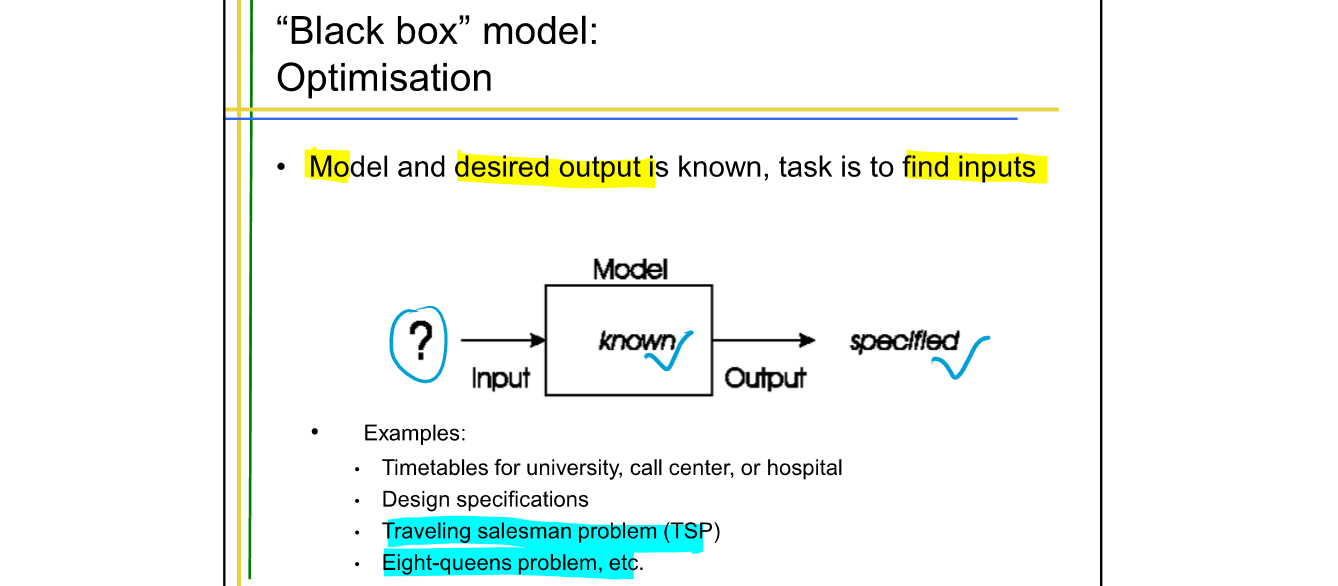 “Black box” model:
Optimisation
• Model and desired output is known, task is to find inputs
Model
? known specified
Input Output
• Examples:
• Timetables for university, call center, or hospital
• Design specifications
• Traveling salesman problem (TSP)
• Eight-queens problem, etc.